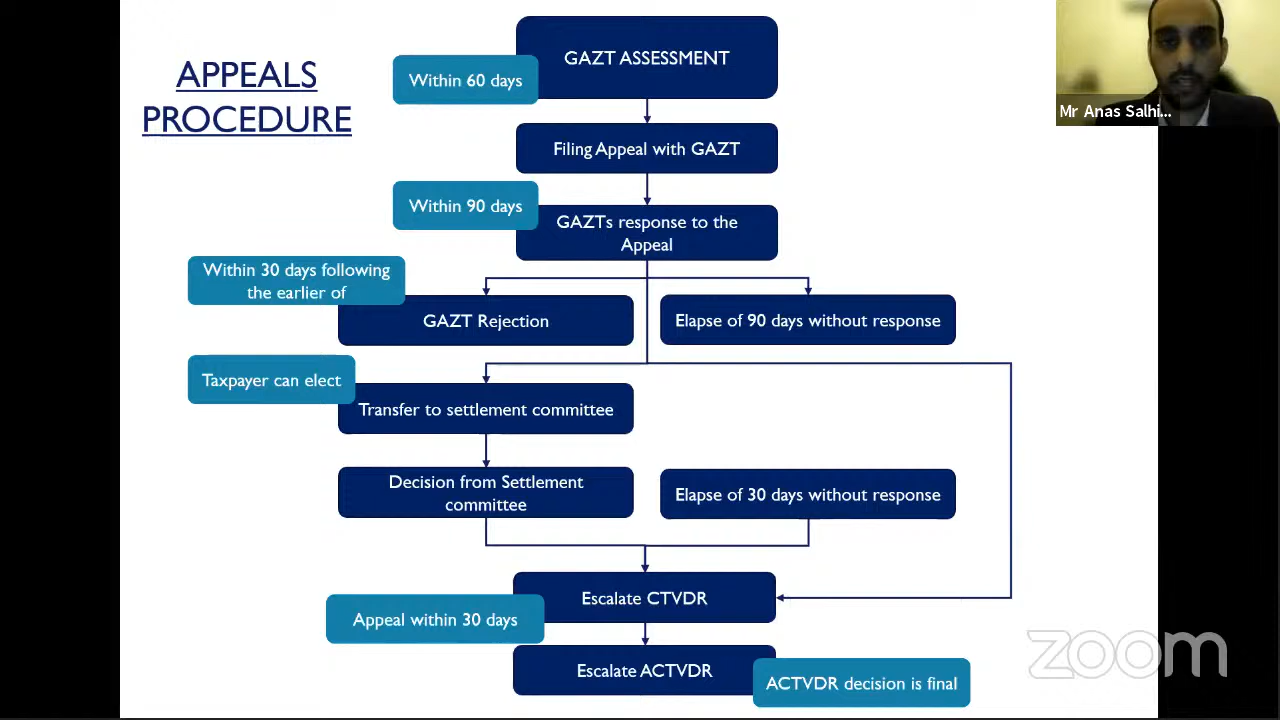 APPEALS
PROCEDURE
GAZT ASSESSMENT
Within 60 days
Filing Appeal with GAZT
Within 90 days
GAZTs response to the
Appeal
Within 30 days following
the earlier of
GAZT Rejection
Elapse of 90 days without response
Taxpayer can elect
Transfer to settlement committee
Decision from Settlement
committee
Elapse of 30 days without response
Escalate CTVDR
Appeal within 30 days
Escalate ACTVDR
ACTVDR decision is final
Mr Anas Salhi...
zoom